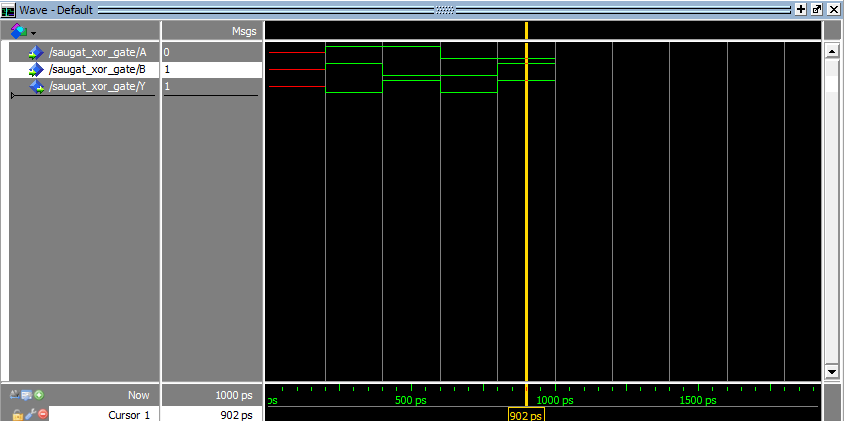 Wave - Default
Msgs
/saugat_xor_gate/A 0
/saugat_xor_gate/B 1
/saugat_xor_gate/Y 1
Now 1000 ps ps 500 ps 1000 ps 1500 ps
Cursor 1 902 ps 902 ps